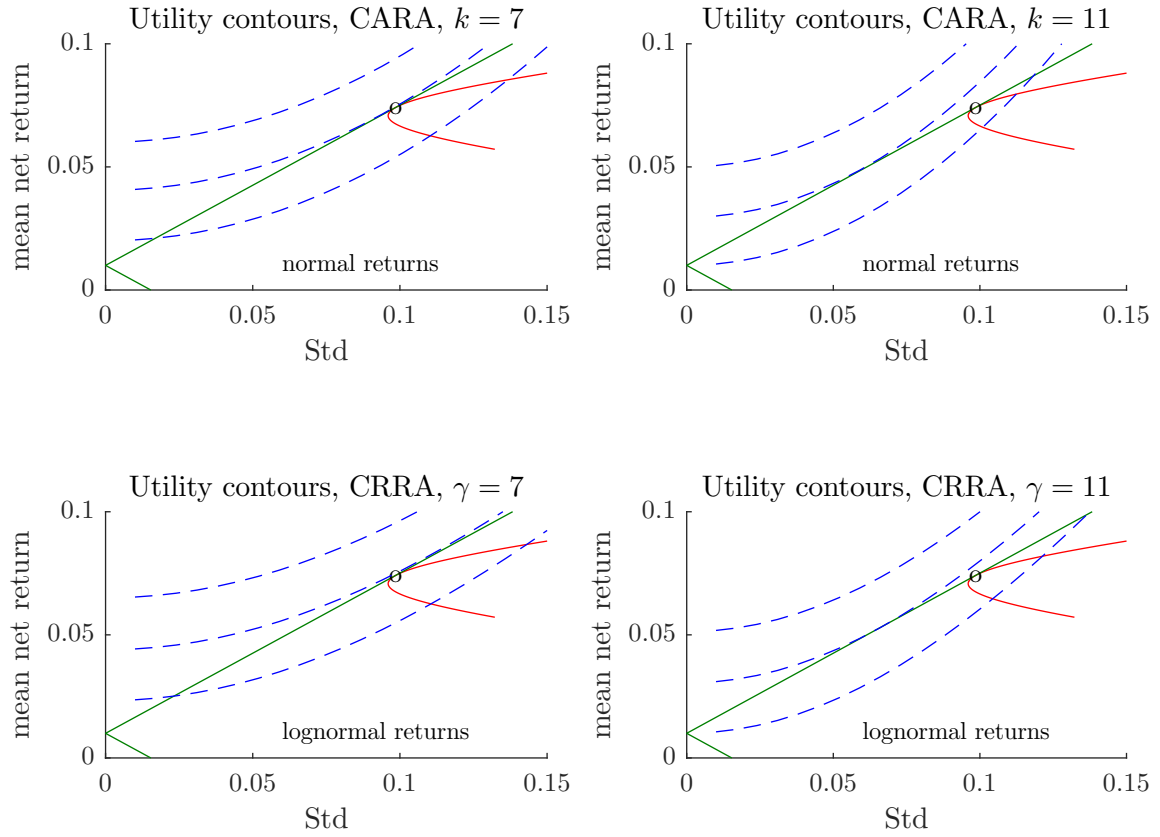 Utility contours, CARA, k = 7
0.1
0.05
0
mean net return
o
normal returns
0 0.05 0.1 0.15
Std
Utility contours, CARA, k = 11
0.1
0.05
0
mean net return
o
normal returns
0 0.05 0.1 0.15
Std
Utility contours, CRRA, γ = 7
0.1
0.05
0
mean net return
o
lognormal returns
0 0.05 0.1 0.15
Std
Utility contours, CRRA, γ = 11
0.1
0.05
0
mean net return
o
lognormal returns
0 0.05 0.1 0.15
Std